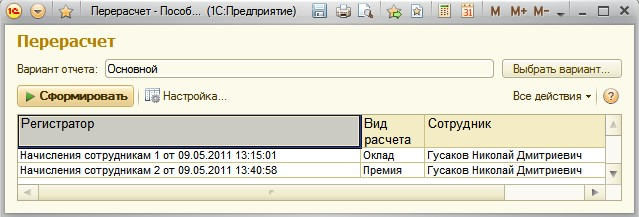 Перерасчет - Пособ... (1С:Предприятие)
M M+ M-
Перерасчет
Вариант отчета: Основной Выбрать вариант...
Сформировать Настройка... Все действия
Регистратор Вид расчета Сотрудник
Начисления сотрудникам 1 от 09.05.2011 13:15:01 Оклад Гусаков Николай Дмитриевич
Начисления сотрудникам 2 от 09.05.2011 13:40:58 Премия Гусаков Николай Дмитриевич